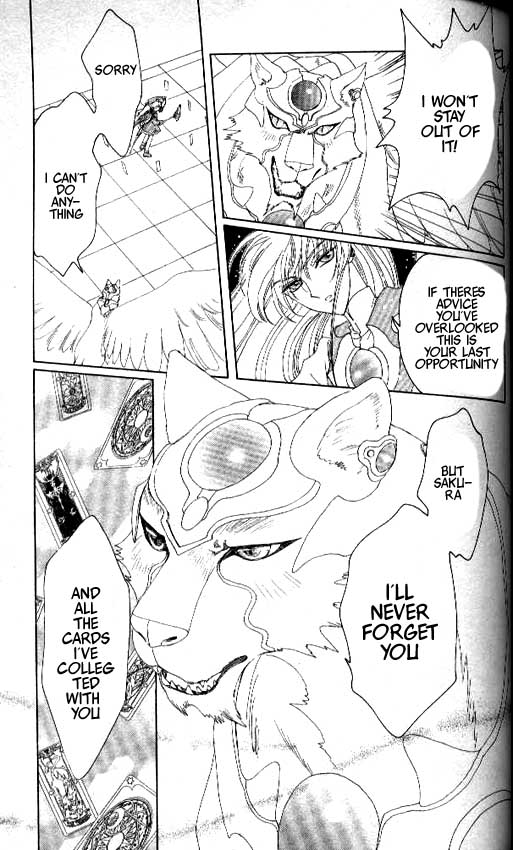 I WON'T
STAY
OUT OF
IT!
IF THERES
ADVICE
YOU'VE
OVERLOOKED
THIS IS
YOUR LAST
OPPORTUNITY
SORRY
I CAN'T
DO
ANY-
THING
BUT
SAKU-
RA
I'LL
NEVER
FORGET
YOU
AND
ALL
THE
CARDS
I'VE
COLLEG
TED
WITH
YOU